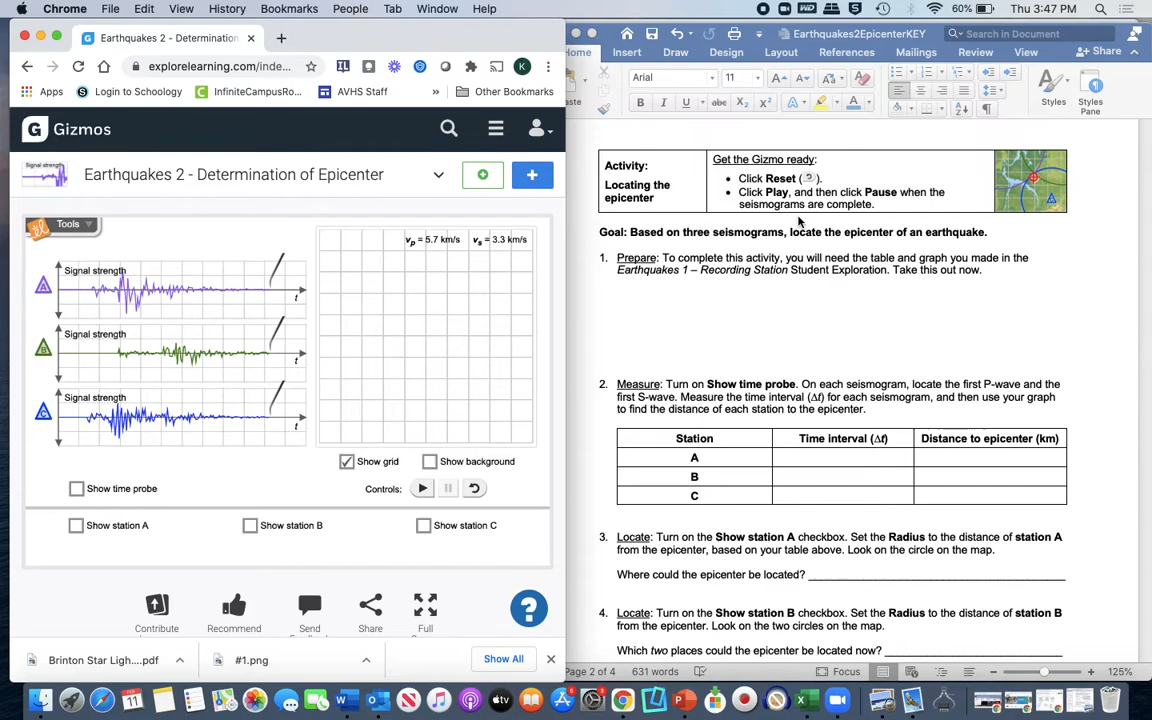 Chrome File Edit View History Bookmarks People Tab Window Help
60% Thu 3:47 PM
Earthquakes 2 - Determination
explorelearning.com/inde...
K
Apps Login to Schoology InfiniteCampusRo... AVHS Staff » Other Bookmarks
G Gizmos
Signal strength
Earthquakes 2 - Determination of Epicenter
Tools
Signal strength
A
t
Signal strength
B
t
Signal strength
C
t
vp = 5.7 km/s vs = 3.3 km/s
Show grid Show background
Show time probe
Controls:
Show station A Show station B Show station C
Contribute Recommend Send Share Full
?
Brinton Star Ligh....pdf #1.png Show All
Earthquakes2EpicenterKEY
Search in Document
Insert Draw Design Layout References Mailings Review View Share
Arial 11
Styles Styles Pane
Activity:
Locating the
epicenter
Get the Gizmo ready:
• Click Reset ( ).
• Click Play, and then click Pause when the
seismograms are complete.
Goal: Based on three seismograms, locate the epicenter of an earthquake.
1. Prepare: To complete this activity, you will need the table and graph you made in the
Earthquakes 1 – Recording Station Student Exploration. Take this out now.
2. Measure: Turn on Show time probe. On each seismogram, locate the first P-wave and the
first S-wave. Measure the time interval (Δt) for each seismogram, and then use your graph
to find the distance of each station to the epicenter.
Station Time interval (Δt) Distance to epicenter (km)
A
B
C
3. Locate: Turn on the Show station A checkbox. Set the Radius to the distance of station A
from the epicenter, based on your table above. Look on the circle on the map.
Where could the epicenter be located?
4. Locate: Turn on the Show station B checkbox. Set the Radius to the distance of station B
from the epicenter. Look on the two circles on the map.
Which two places could the epicenter be located now?
Page 2 of 4 631 words Focus 125%